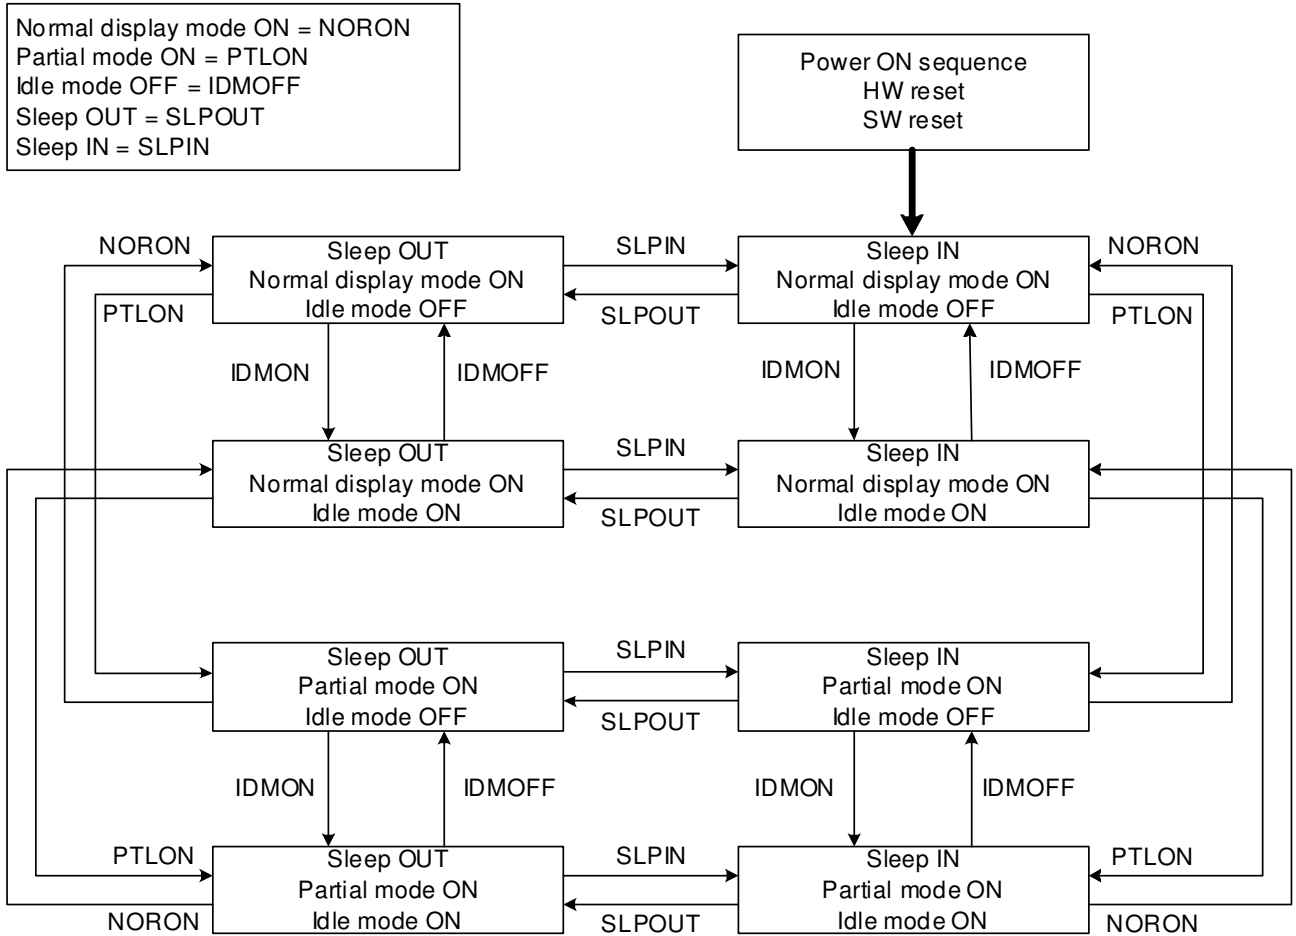 Normal display mode ON = NORON
Partial mode ON = PTLON
Idle mode OFF = IDMOFF
Sleep OUT = SLPOUT
Sleep IN = SLPIN
Power ON sequence
HW reset
SW reset
NORON
Sleep OUT
Normal display mode ON
Idle mode OFF
PTLON
SLPIN
SLPOUT
Sleep IN
Normal display mode ON
Idle mode OFF
NORON
PTLON
IDMON
IDMOFF
IDMON
IDMOFF
Sleep OUT
Normal display mode ON
Idle mode ON
SLPIN
SLPOUT
Sleep IN
Normal display mode ON
Idle mode ON
Sleep OUT
Partial mode ON
Idle mode OFF
SLPIN
SLPOUT
Sleep IN
Partial mode ON
Idle mode OFF
IDMON
IDMOFF
IDMON
IDMOFF
PTLON
NORON
Sleep OUT
Partial mode ON
Idle mode ON
SLPIN
SLPOUT
Sleep IN
Partial mode ON
Idle mode ON
PTLON
NORON